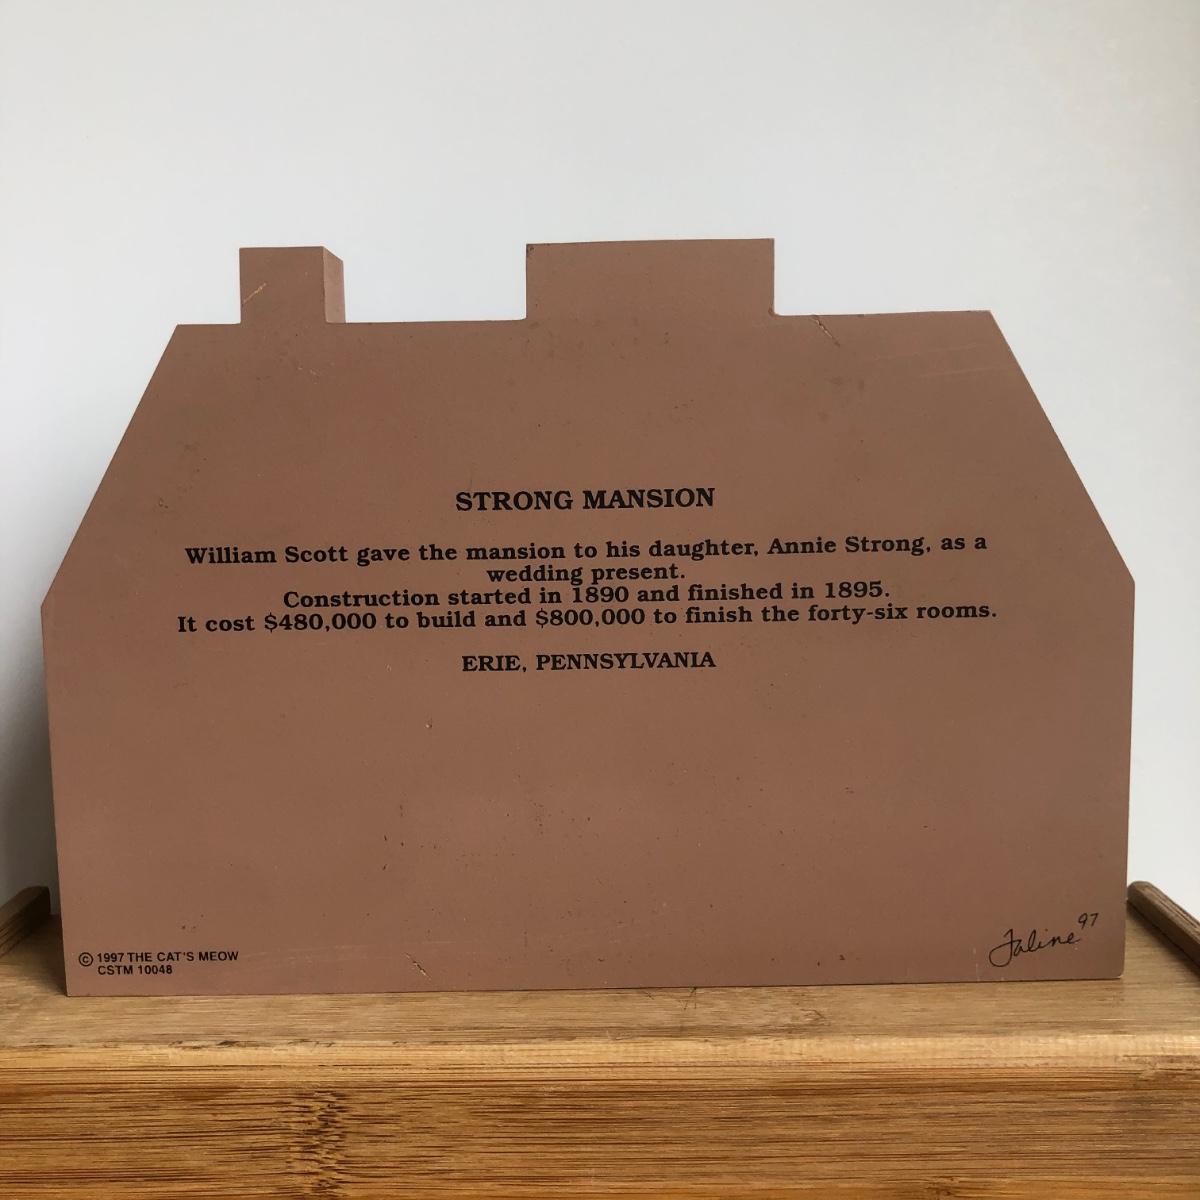 STRONG MANSION
William Scott gave the mansion to his daughter, Annie Strong, as a
wedding present.
Construction started in 1890 and finished in 1895.
It cost $480,000 to build and $800,000 to finish the forty-six rooms.
ERIE, PENNSYLVANIA
© 1997 THE CAT'S MEOW
CSTM 10048
Faline 97